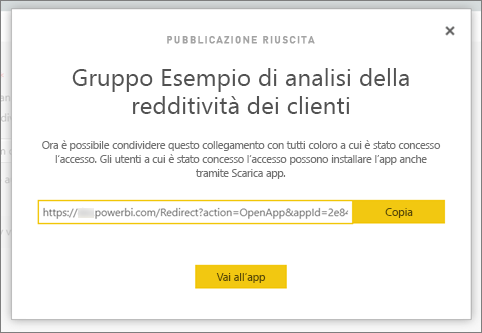 PUBBLICAZIONE RIUSCITA
Gruppo Esempio di analisi della
redditività dei clienti
Ora è possibile condividere questo collegamento con tutti coloro a cui è stato concesso
l'accesso. Gli utenti a cui è stato concesso l'accesso possono installare l'app anche
tramite Scarica app.
https:// powerbi.com/Redirect?action=OpenApp&appId=2e84
Copia
Vai all'app